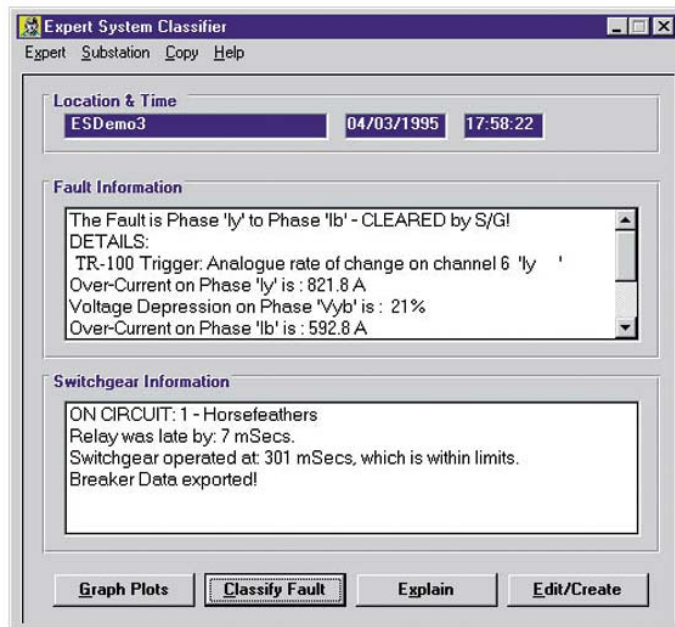 Expert System Classifier
Expert Substation Copy Help
Location & Time
ESDemo3 04/03/1995 17:58:22
Fault Information
The Fault is Phase 'Iy' to Phase 'Ib' - CLEARED by S/G!
DETAILS:
TR-100 Trigger: Analogue rate of change on channel 6 'Iy '
Over-Current on Phase 'Iy' is : 821.8 A
Voltage Depression on Phase 'Vyb' is : 21%
Over-Current on Phase 'Ib' is : 592.8 A
Switchgear Information
ON CIRCUIT: 1 - Horsefeathers
Relay was late by: 7 mSecs.
Switchgear operated at: 301 mSecs, which is within limits.
Breaker Data exported!
Graph Plots Classify Fault Explain Edit/Create